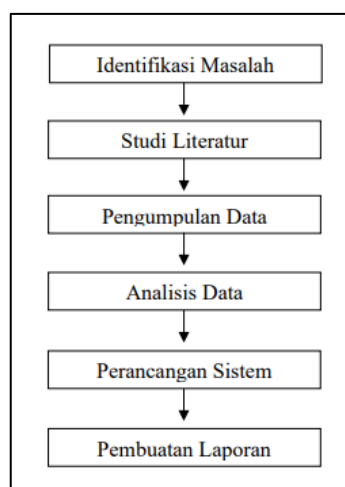 Identifikasi Masalah
Studi Literatur
Pengumpulan Data
Analisis Data
Perancangan Sistem
Pembuatan Laporan